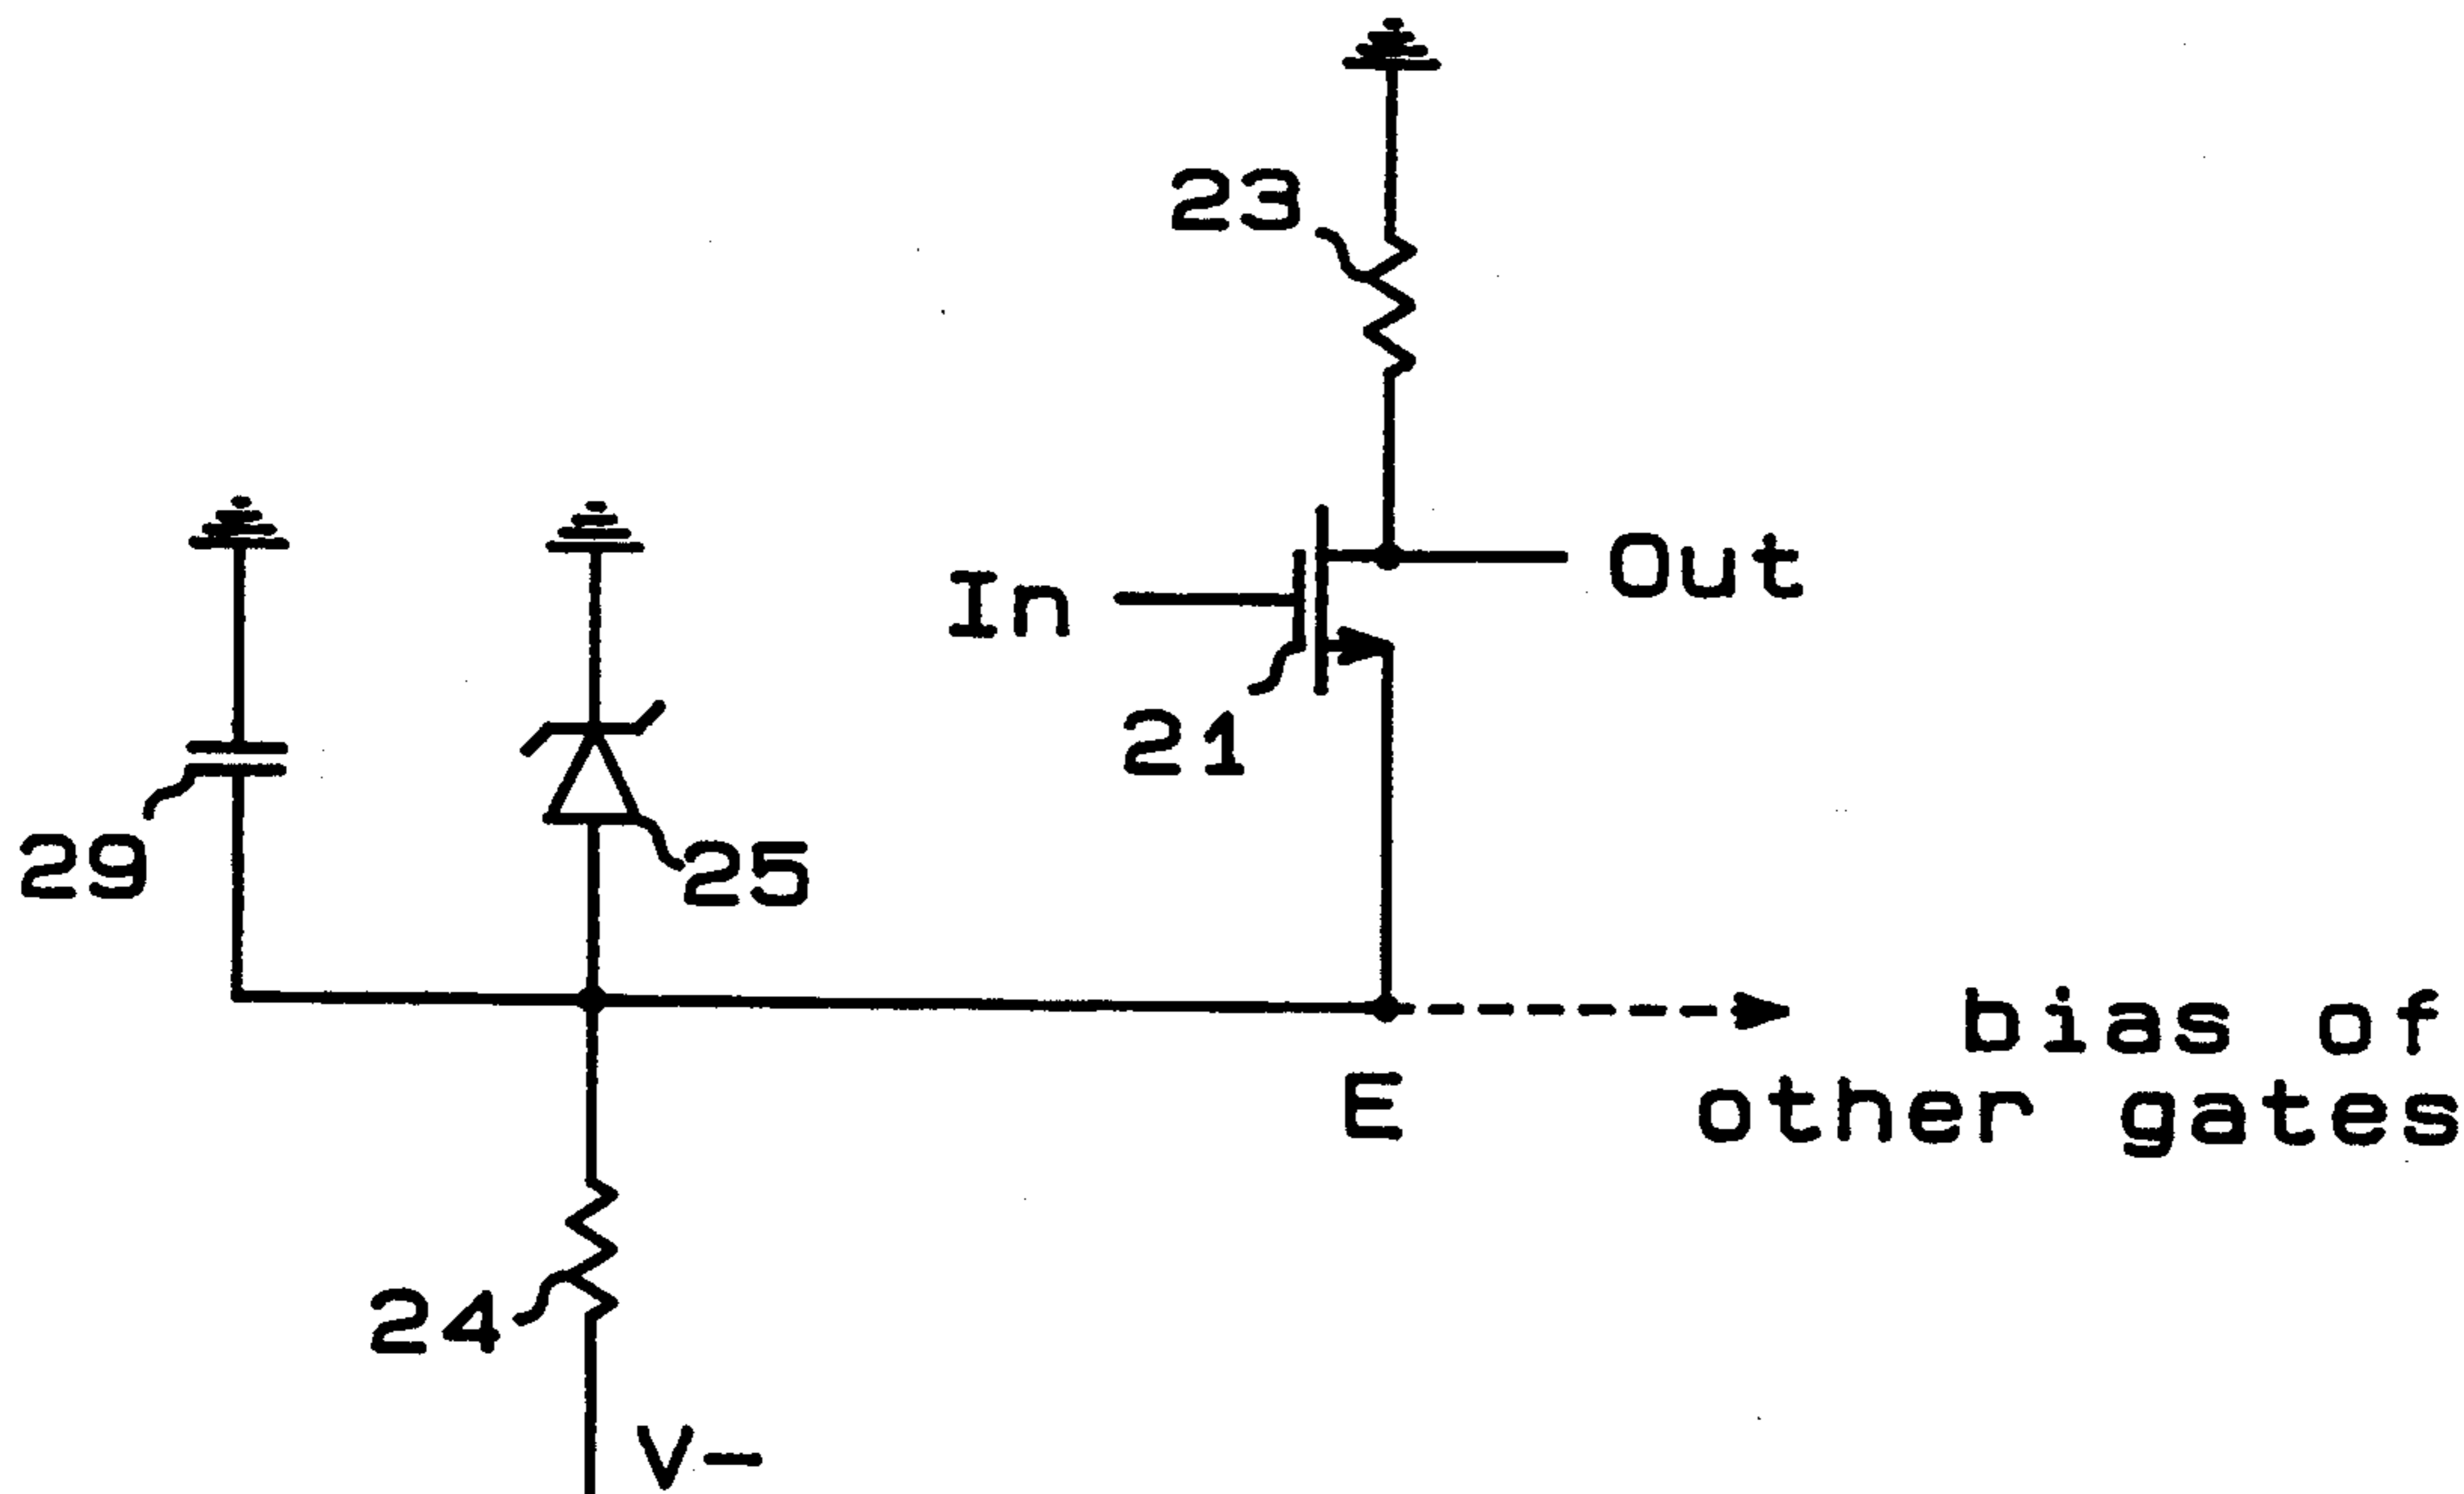 23
In
Out
21
29
25
bias of
E
other gates
24
V-